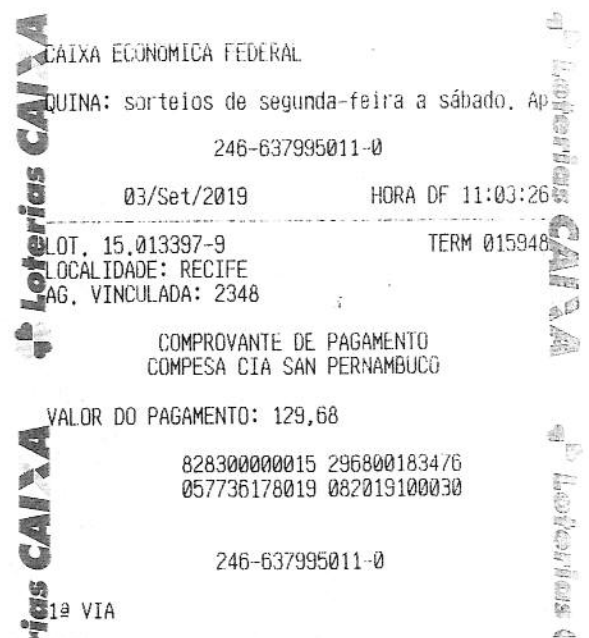 CAIXA ECONOMICA FEDERAL
QUINA: sorteios de segunda-feira a sábado. Ap
246-637995011-0
03/Set/2019 HORA DF 11:03:26
LOT. 15.013397-9 TERM 015948
LOCALIDADE: RECIFE
AG. VINCULADA: 2348
COMPROVANTE DE PAGAMENTO
COMPESA CIA SAN PERNAMBUCO
VALOR DO PAGAMENTO: 129,68
828300000015 296800183476
057736178019 082019100030
246-637995011-0
1ª VIA
Loterias CAIXA
rias CAIXA
Loterias CAIXA
Loterias